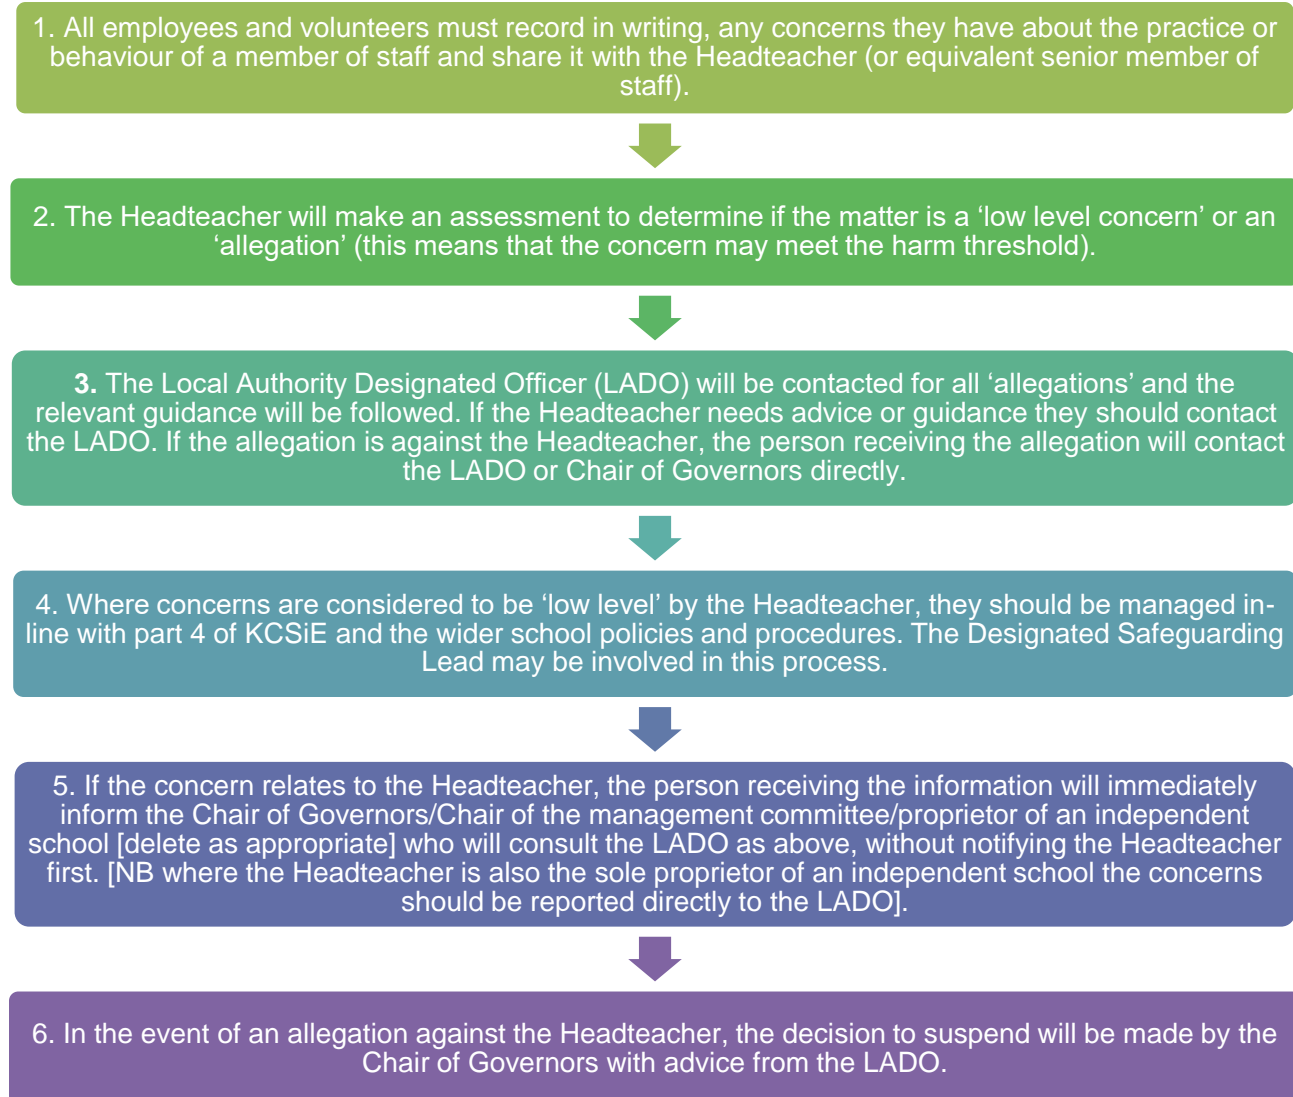 1. All employees and volunteers must record in writing, any concerns they have about the practice or
behaviour of a member of staff and share it with the Headteacher (or equivalent senior member of
staff).
2. The Headteacher will make an assessment to determine if the matter is a ‘low level concern’ or an
‘allegation’ (this means that the concern may meet the harm threshold).
3. The Local Authority Designated Officer (LADO) will be contacted for all ‘allegations’ and the
relevant guidance will be followed. If the Headteacher needs advice or guidance they should contact
the LADO. If the allegation is against the Headteacher, the person receiving the allegation will contact
the LADO or Chair of Governors directly.
4. Where concerns are considered to be ‘low level’ by the Headteacher, they should be managed in-
line with part 4 of KCSiE and the wider school policies and procedures. The Designated Safeguarding
Lead may be involved in this process.
5. If the concern relates to the Headteacher, the person receiving the information will immediately
inform the Chair of Governors/Chair of the management committee/proprietor of an independent
school [delete as appropriate] who will consult the LADO as above, without notifying the Headteacher
first. [NB where the Headteacher is also the sole proprietor of an independent school the concerns
should be reported directly to the LADO].
6. In the event of an allegation against the Headteacher, the decision to suspend will be made by the
Chair of Governors with advice from the LADO.